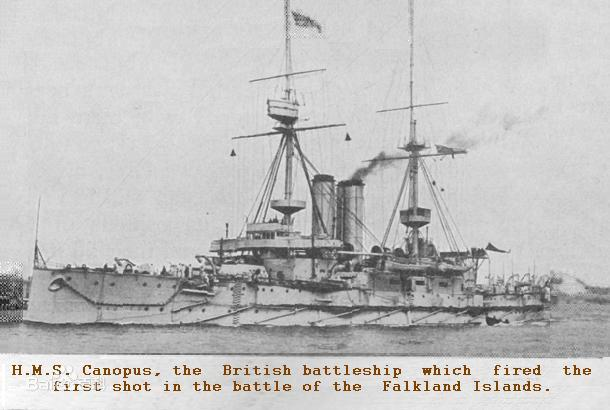 H.M.S. Canopus, the British battleship which fired the
first shot in the battle of the Falkland Islands.